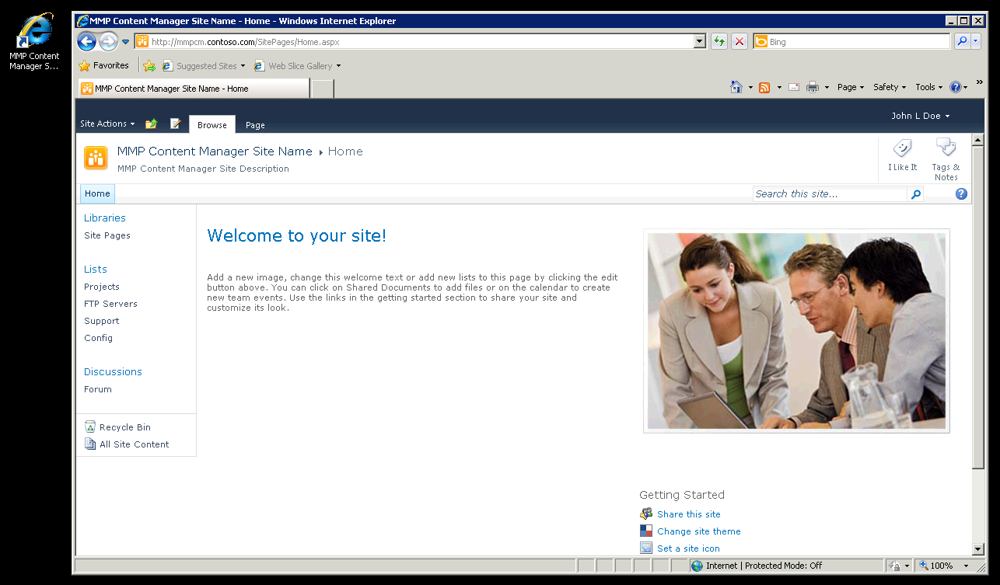 MMP Content
Manager S...
MMP Content Manager Site Name - Home - Windows Internet Explorer
http://mmpcm.contoso.com/SitePages/Home.aspx
Bing
Favorites
Suggested Sites
Web Slice Gallery
MMP Content Manager Site Name - Home
Page
Safety
Tools
»
Site Actions
Browse
Page
John L Doe
MMP Content Manager Site Name
Home
MMP Content Manager Site Description
I Like It
Tags &
Notes
Home
Search this site...
Libraries
Site Pages
Lists
Projects
FTP Servers
Support
Config
Discussions
Forum
Recycle Bin
All Site Content
Welcome to your site!
Add a new image, change this welcome text or add new lists to this page by clicking the edit
button above. You can click on Shared Documents to add files or on the calendar to create
new team events. Use the links in the getting started section to share your site and
customize its look.
Getting Started
Share this site
Change site theme
Set a site icon
Internet | Protected Mode: Off
100%